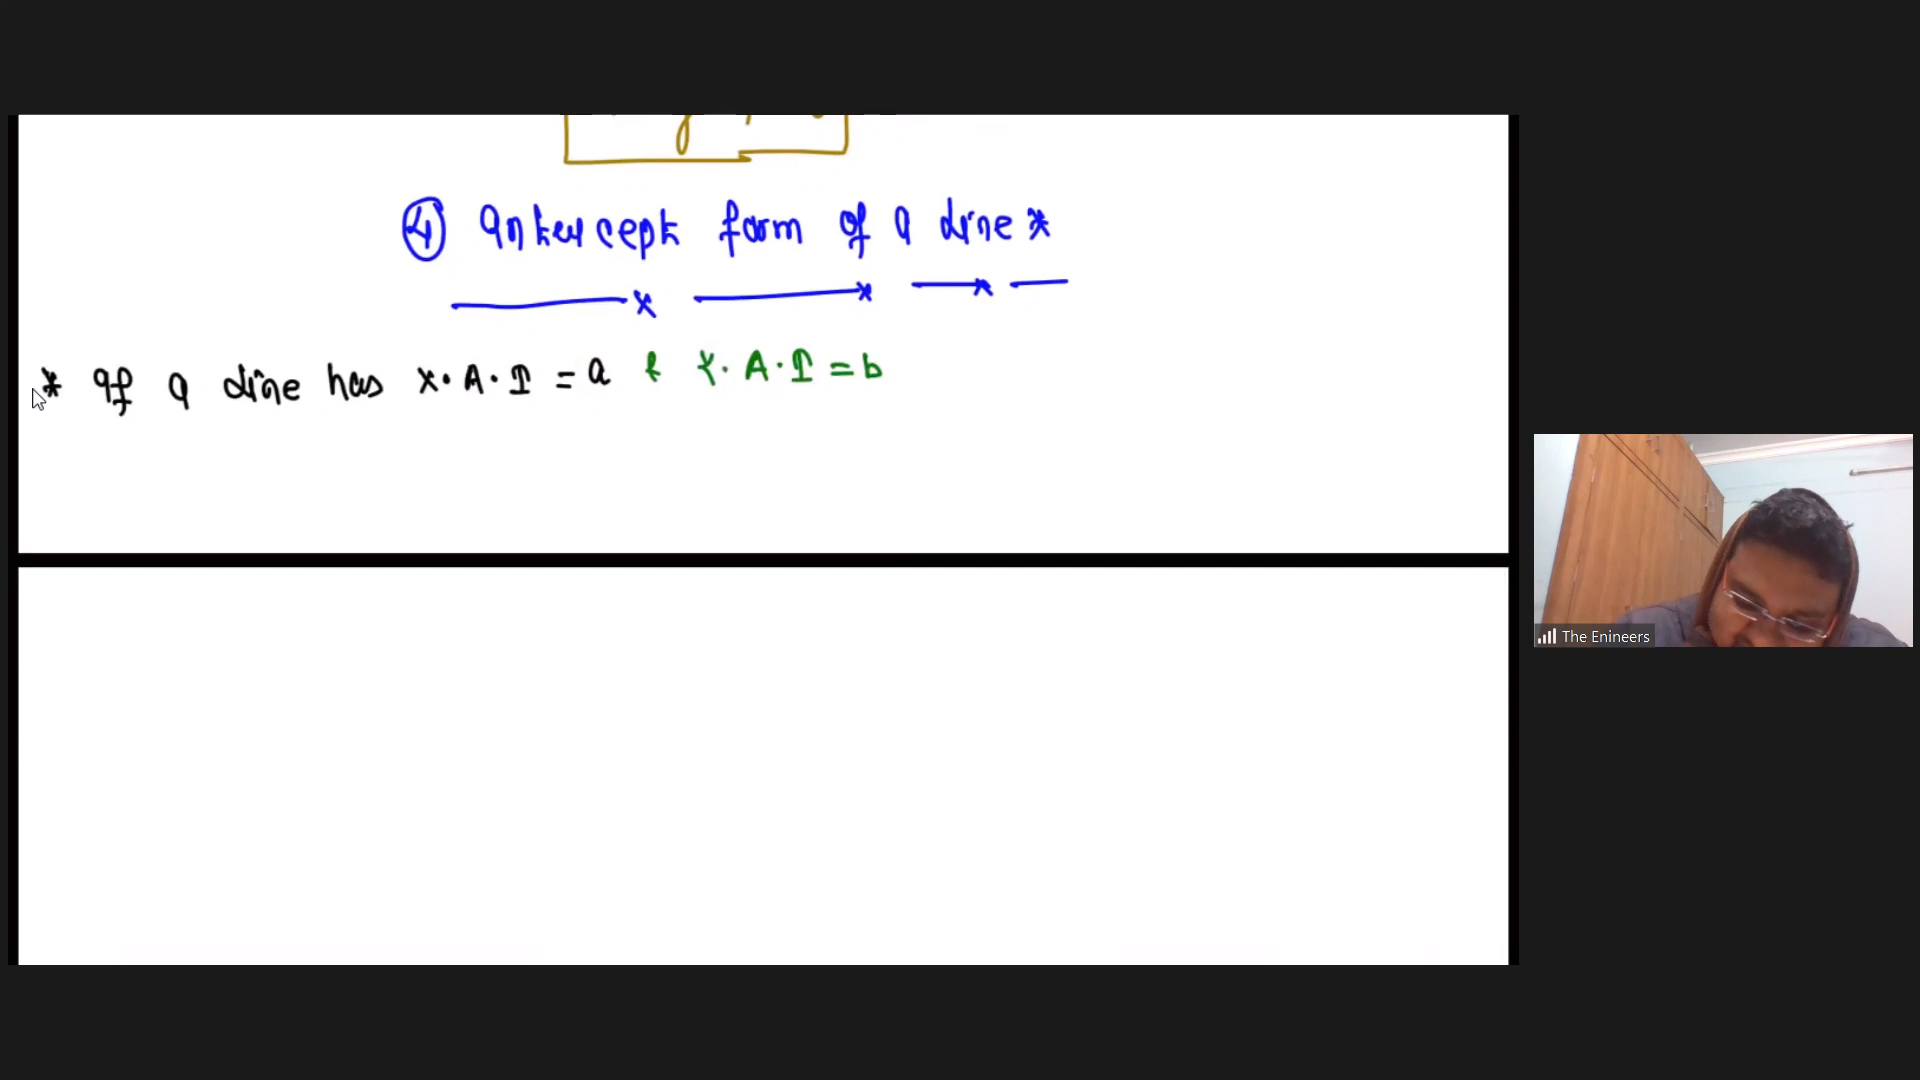 ④ Intercept form of a Line *
* If a Line has X.A.I = a & Y.A.I = b
The Enineers